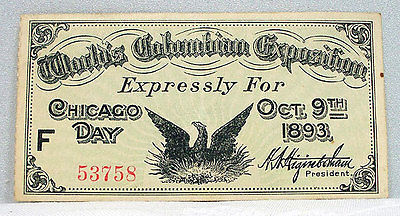 World's Columbian Exposition
Expressly For
CHICAGO DAY
OCT. 9TH 1893.
F
53758
H. N. Higinbotham
President.